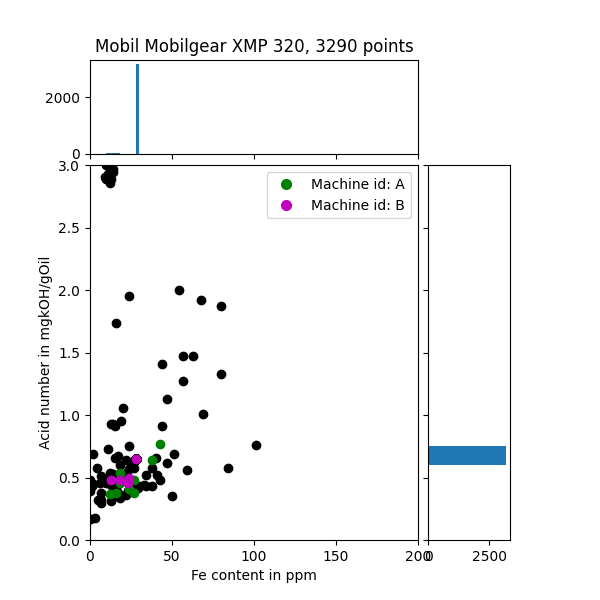 Mobil Mobilgear XMP 320, 3290 points
2000
0
3.0
2.5
2.0
1.5
1.0
0.5
0.0
Acid number in mgkOH/gOil
Machine id: A
Machine id: B
0 50 100 150 200
Fe content in ppm
0 2500